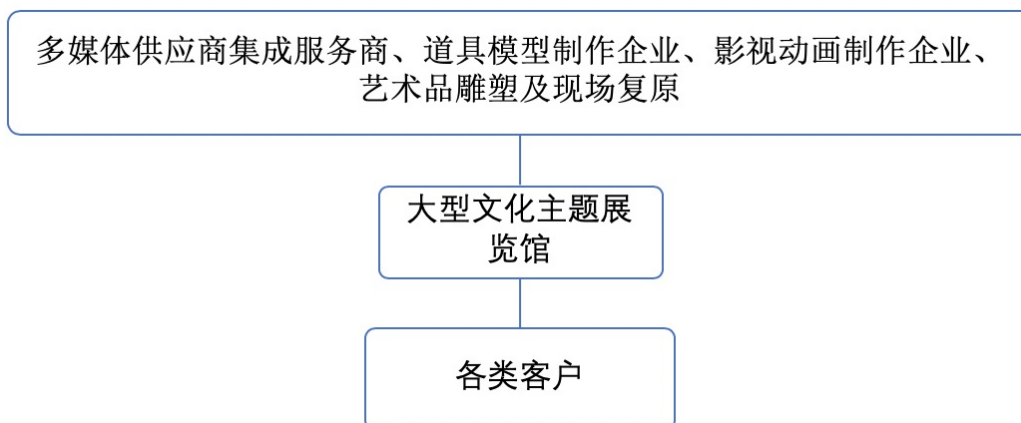 多媒体供应商集成服务商、道具模型制作企业、影视动画制作企业、
艺术品雕塑及现场复原
大型文化主题展
览馆
各类客户